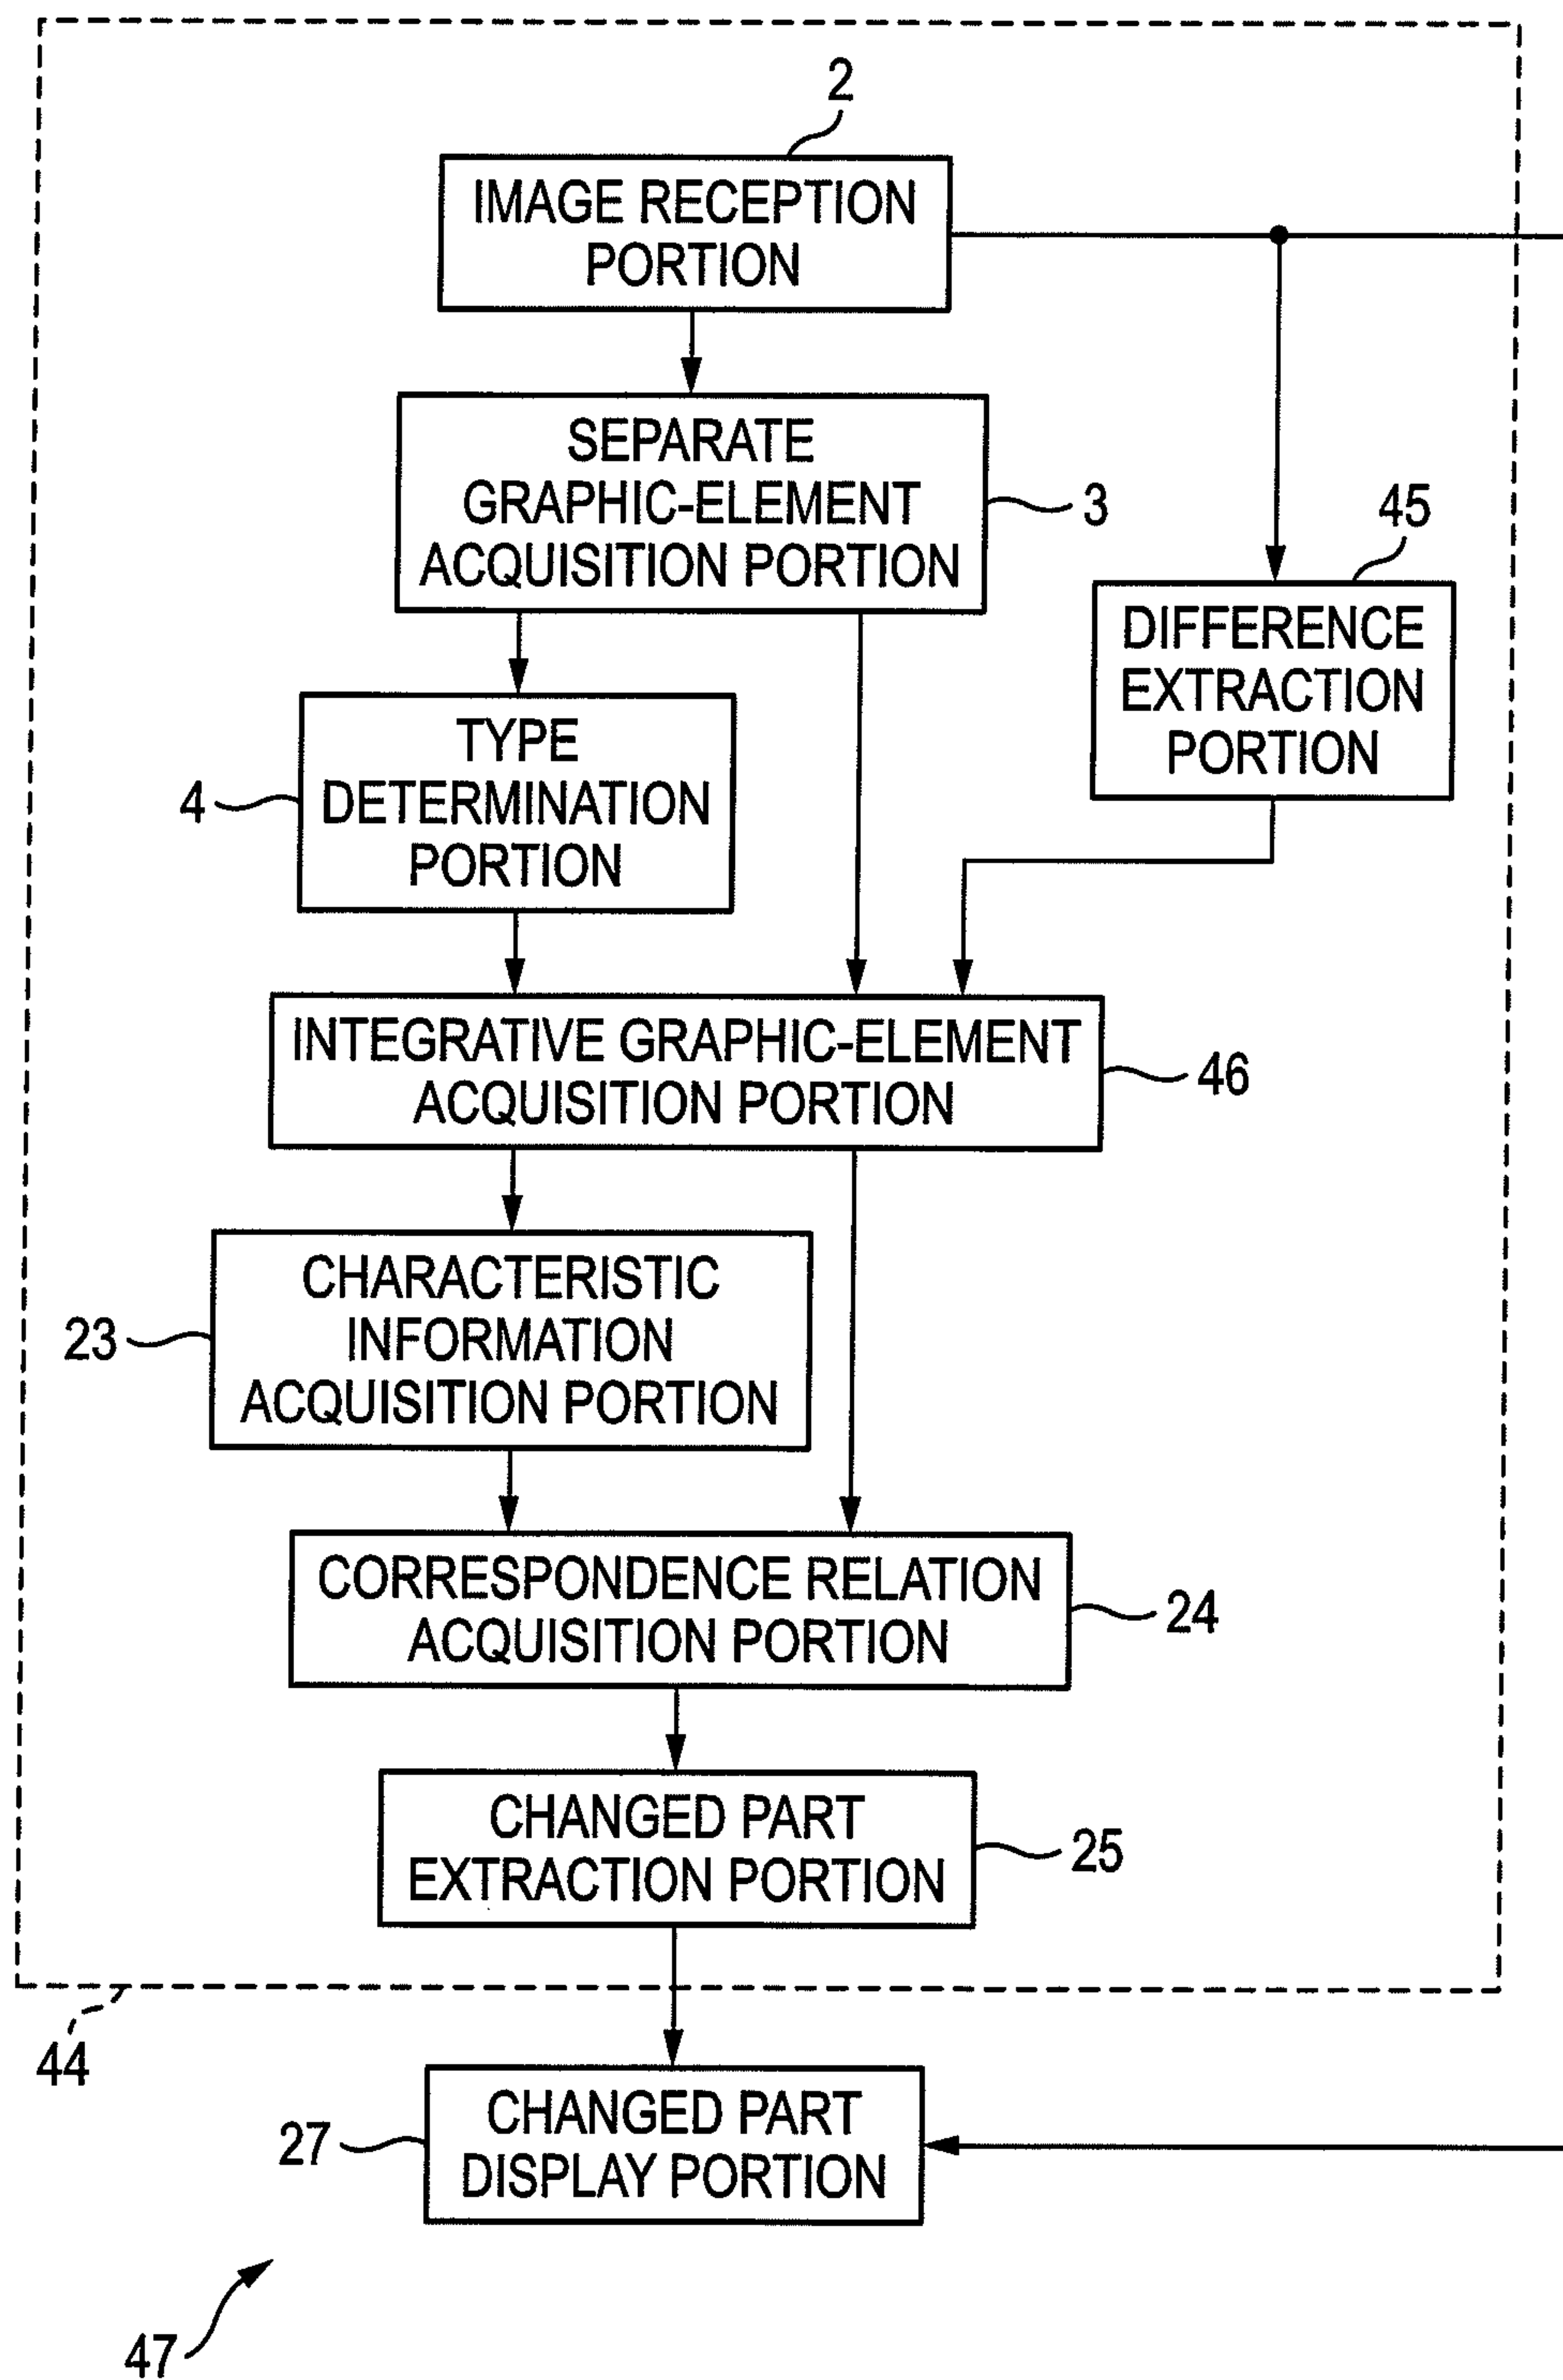 2
IMAGE RECEPTION
PORTION
SEPARATE
GRAPHIC-ELEMENT
ACQUISITION PORTION
3
45
DIFFERENCE
EXTRACTION
PORTION
TYPE
DETERMINATION
PORTION
4
INTEGRATIVE GRAPHIC-ELEMENT
ACQUISITION PORTION
46
CHARACTERISTIC
INFORMATION
ACQUISITION PORTION
23
CORRESPONDENCE RELATION
ACQUISITION PORTION
24
CHANGED PART
EXTRACTION PORTION
25
44
CHANGED PART
DISPLAY PORTION
27
47